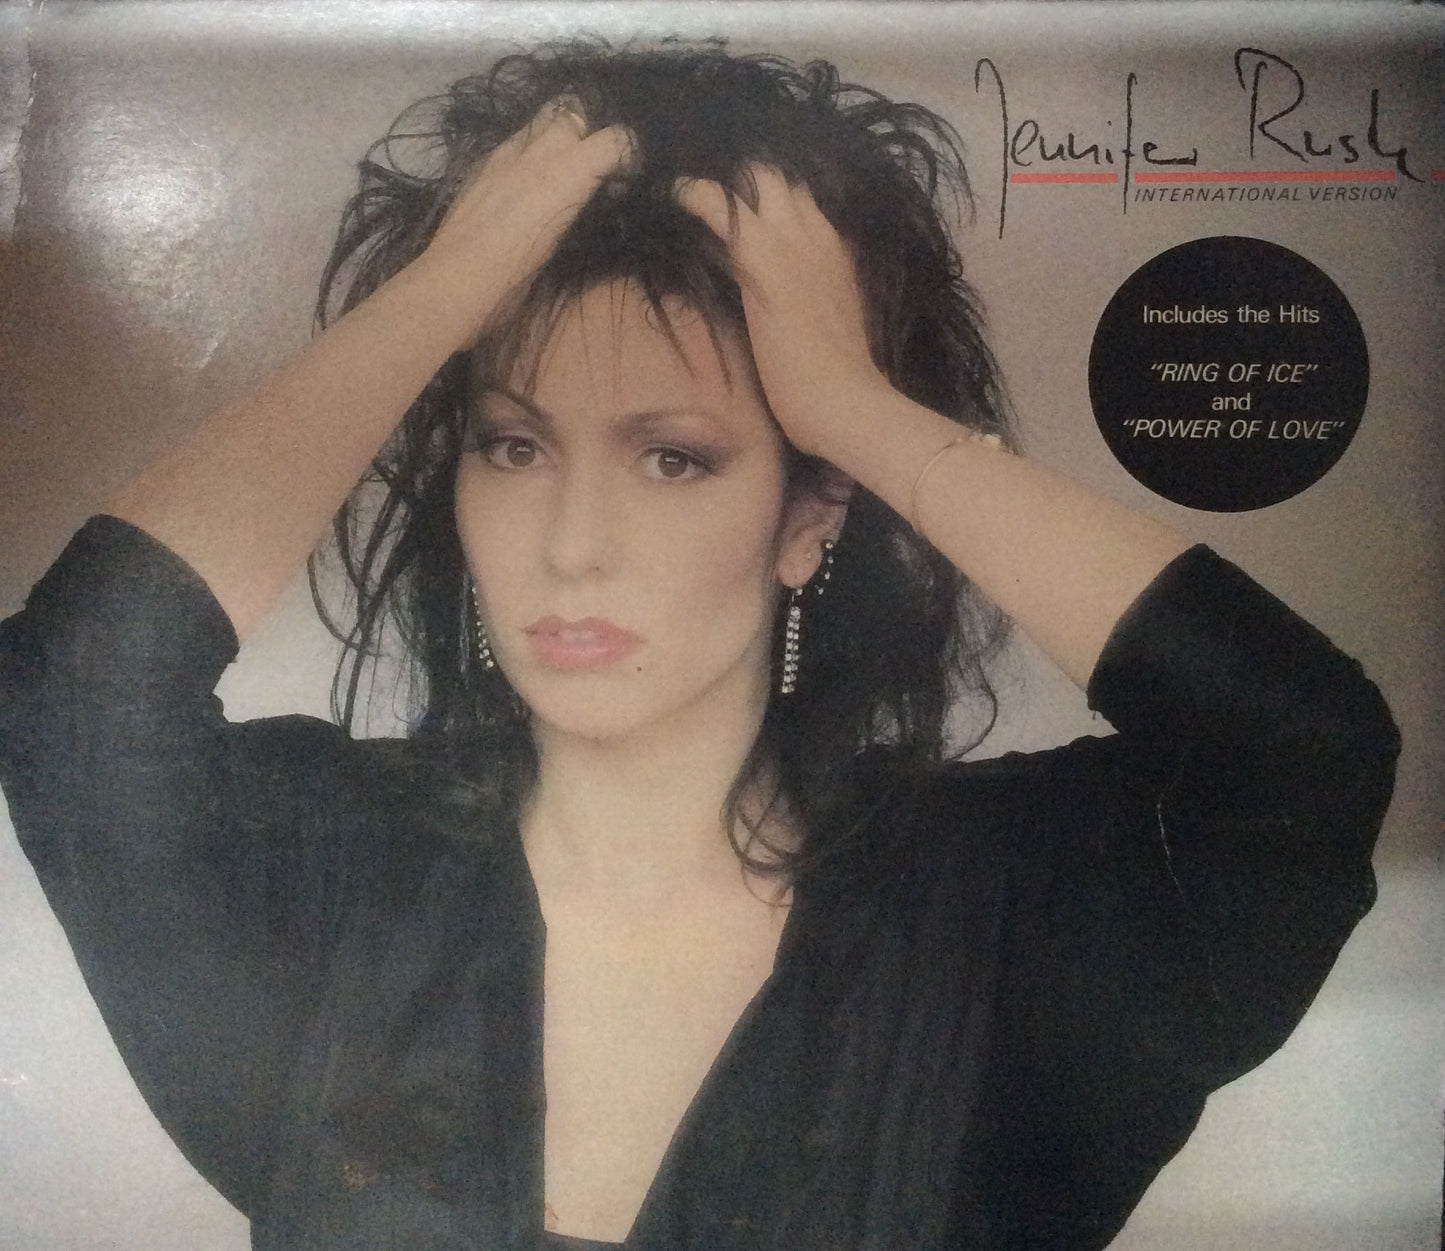 Jennifer Rush
INTERNATIONAL VERSION
Includes the Hits
"RING OF ICE"
and
"POWER OF LOVE"